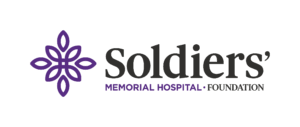 Soldiers’
MEMORIAL HOSPITAL • FOUNDATION